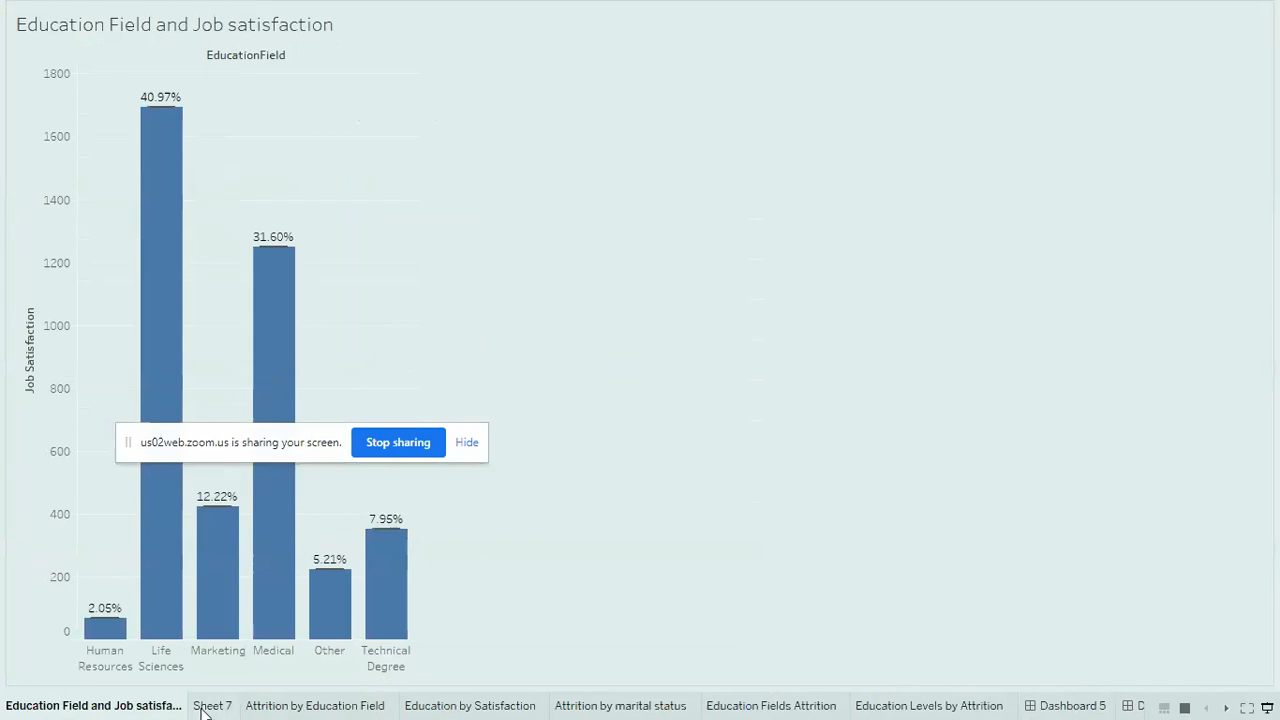 Education Field and Job satisfaction
EducationField
1800
1600
1400
1200
1000
800
600
400
200
0
Job Satisfaction
40.97%
31.60%
12.22%
7.95%
5.21%
2.05%
us02web.zoom.us is sharing your screen. Stop sharing Hide
Human Resources
Life Sciences
Marketing
Medical
Other
Technical Degree
Education Field and Job satisfa... Sheet 7 Attrition by Education Field Education by Satisfaction Attrition by marital status Education Fields Attrition Education Levels by Attrition Dashboard 5 D